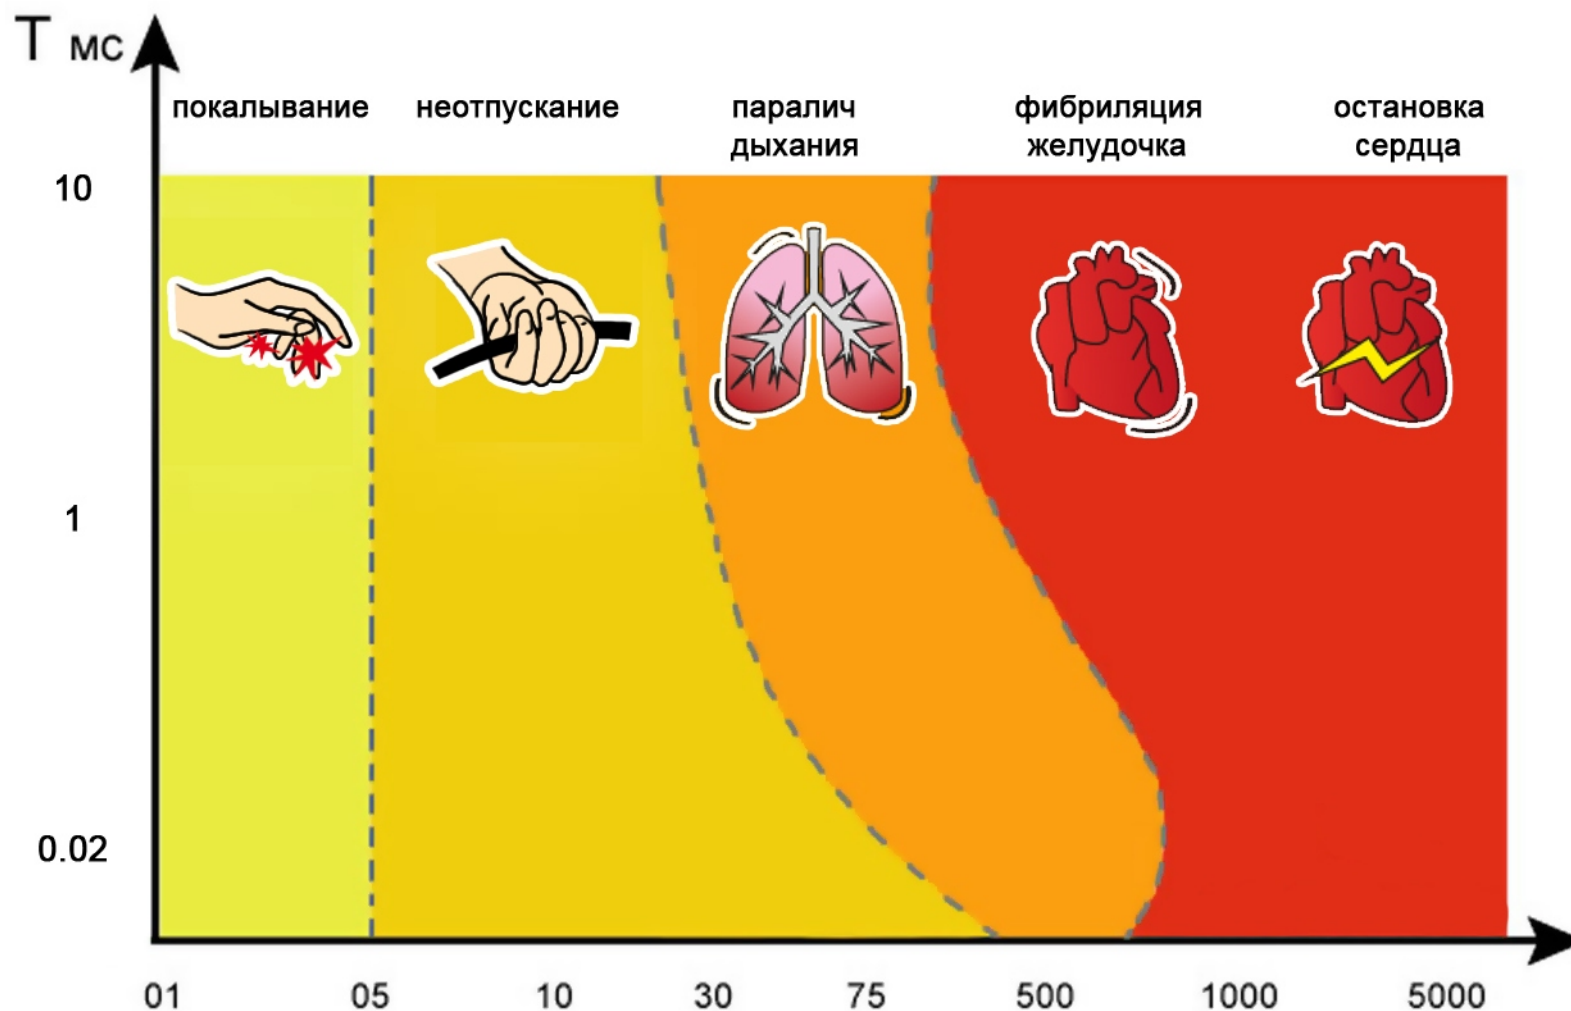 Т мс
покалывание
неотпускание
паралич
дыхания
фибриляция
желудочка
остановка
сердца
10
1
0.02
01 05 10 30 75 500 1000 5000